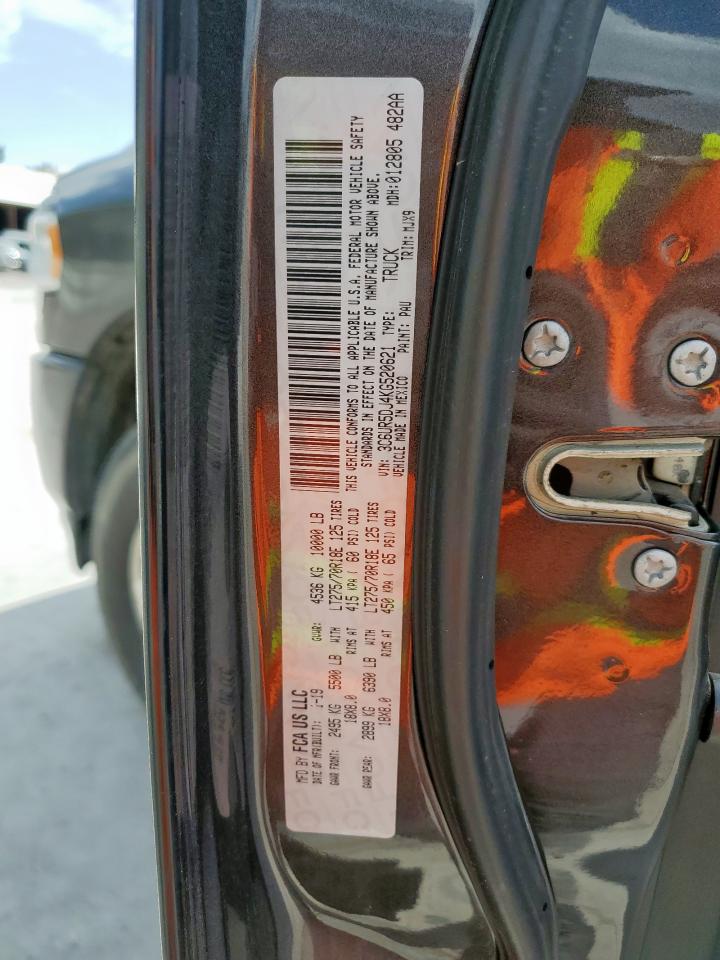 MFD BY FCA US LLC
DATE OF MFR(BUILT): -19 GVWR: 4536 KG 10000 LB
GAWR FRONT: 2495 KG 5500 LB WITH LT275/70R18E 125 TIRES
18X8.0 RIMS AT 415 KPA ( 60 PSI) COLD
GAWR REAR: 2899 KG 6390 LB WITH LT275/70R18E 125 TIRES
18X8.0 RIMS AT 450 KPA ( 65 PSI) COLD
THIS VEHICLE CONFORMS TO ALL APPLICABLE U.S.A. FEDERAL MOTOR VEHICLE SAFETY
STANDARDS IN EFFECT ON THE DATE OF MANUFACTURE SHOWN ABOVE.
VIN: 3C6UR5DJ4KG520621 TYPE: TRUCK MDH:012805 482AA
VEHICLE MADE IN MEXICO PAINT: PAU TRIM: MJX9